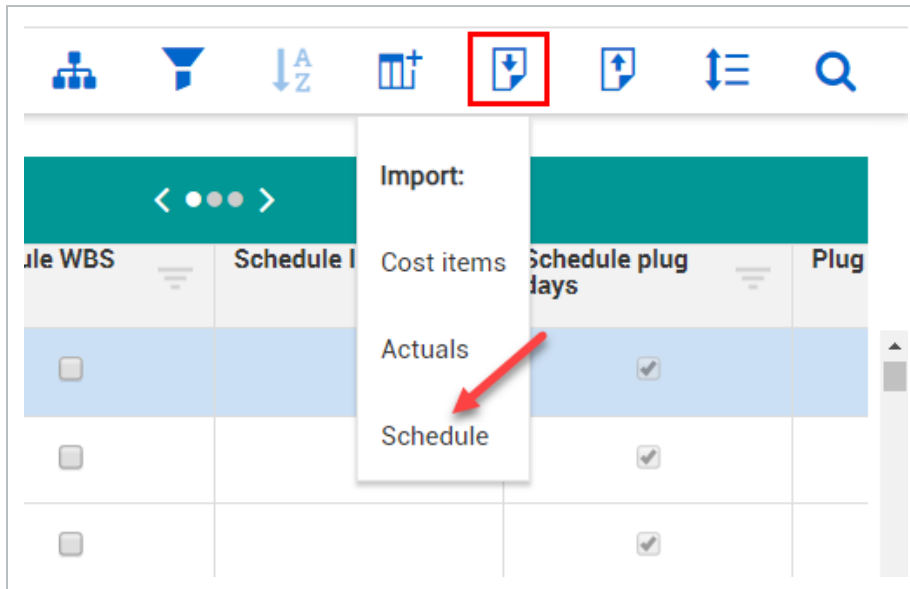 A
Z
Import:
Cost items
Actuals
Schedule
ule WBS
Schedule
Schedule plug
days
Plug